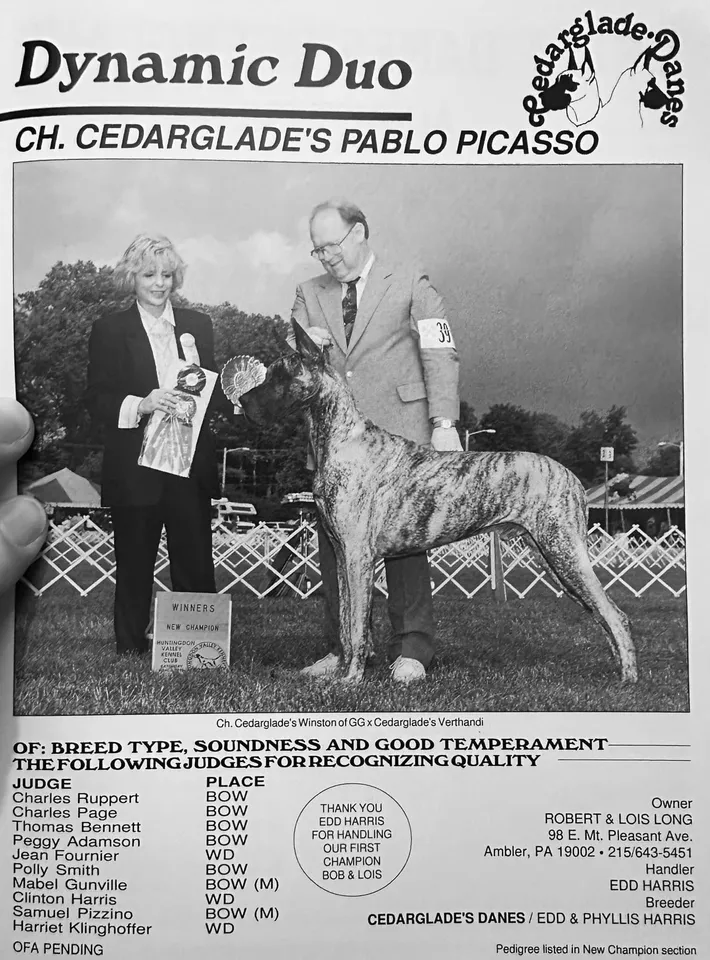 Dynamic Duo
Cedarglade·Danes
CH. CEDARGLADE'S PABLO PICASSO
39
WINNERS
NEW CHAMPION
HUNTINGDON
VALLEY
KENNEL
CLUB
Ch. Cedarglade's Winston of GG x Cedarglade's Verthandi
OF: BREED TYPE, SOUNDNESS AND GOOD TEMPERAMENT
THE FOLLOWING JUDGES FOR RECOGNIZING QUALITY
JUDGE PLACE
Charles Ruppert BOW
Charles Page BOW
Thomas Bennett BOW
Peggy Adamson BOW
Jean Fournier WD
Polly Smith BOW
Mabel Gunville BOW (M)
Clinton Harris WD
Samuel Pizzino BOW (M)
Harriet Klinghoffer WD
OFA PENDING
THANK YOU
EDD HARRIS
FOR HANDLING
OUR FIRST
CHAMPION
BOB & LOIS
Owner
ROBERT & LOIS LONG
98 E. Mt. Pleasant Ave.
Ambler, PA 19002 • 215/643-5451
Handler
EDD HARRIS
Breeder
CEDARGLADE'S DANES / EDD & PHYLLIS HARRIS
Pedigree listed in New Champion section